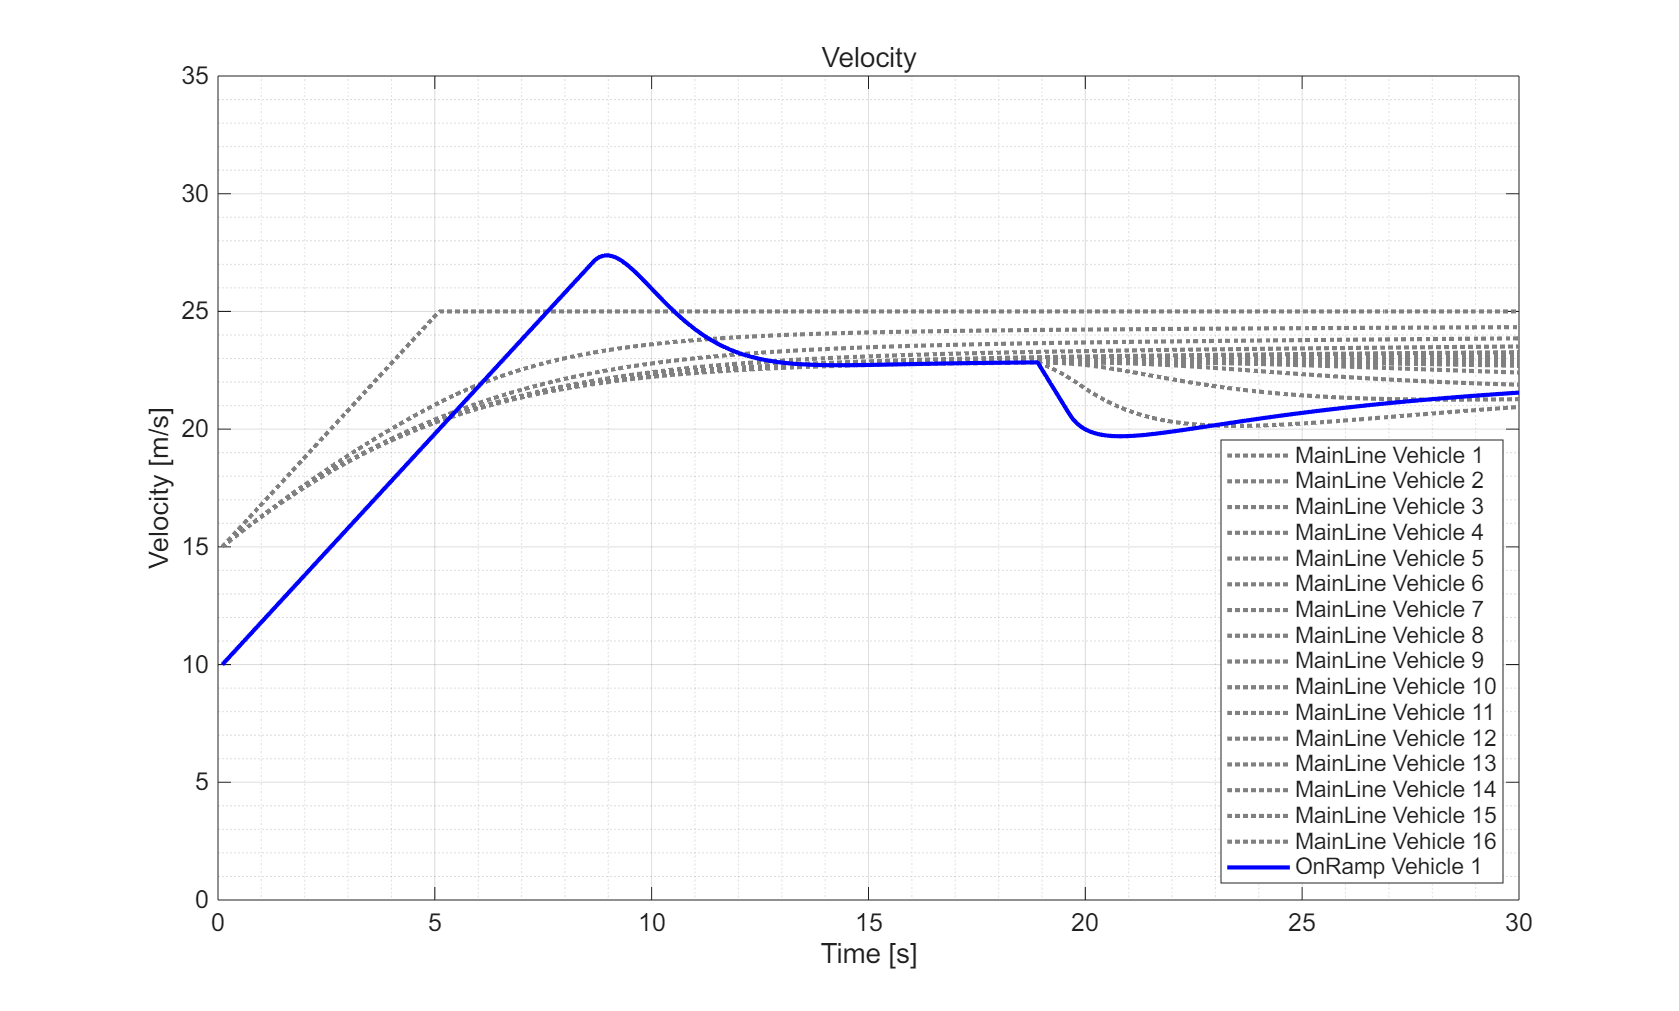 Velocity
35
30
25
20
15
10
5
0
Velocity [m/s]
0 5 10 15 20 25 30
Time [s]
MainLine Vehicle 1
MainLine Vehicle 2
MainLine Vehicle 3
MainLine Vehicle 4
MainLine Vehicle 5
MainLine Vehicle 6
MainLine Vehicle 7
MainLine Vehicle 8
MainLine Vehicle 9
MainLine Vehicle 10
MainLine Vehicle 11
MainLine Vehicle 12
MainLine Vehicle 13
MainLine Vehicle 14
MainLine Vehicle 15
MainLine Vehicle 16
OnRamp Vehicle 1